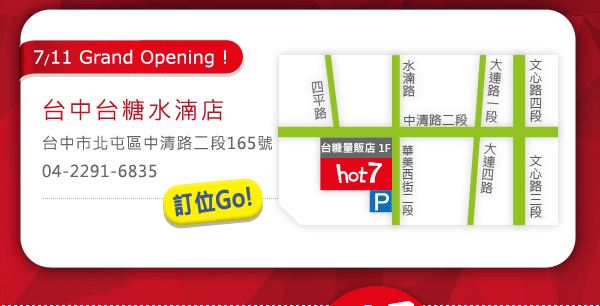 7/11 Grand Opening !
台中台糖水湳店
台中市北屯區中清路二段165號
04-2291-6835
訂位Go!
四平路
水湳路
大連路一段
文心路四段
中清路二段
台糖量販店 1F
hot7
P
華美西街二段
大連四路
文心路三段